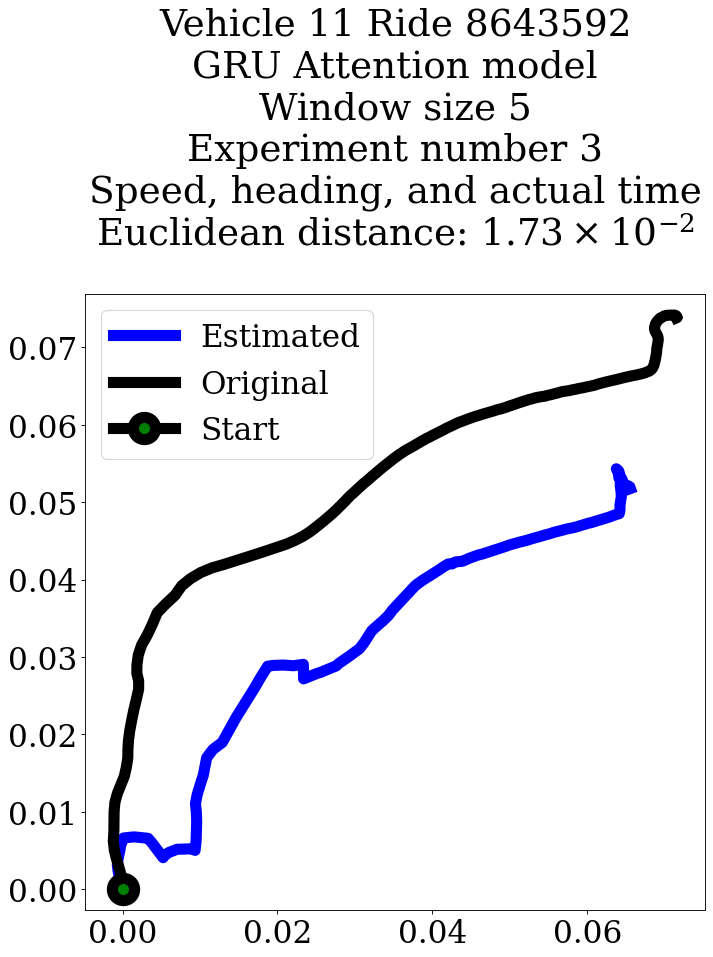 Vehicle 11 Ride 8643592
GRU Attention model
Window size 5
Experiment number 3
Speed, heading, and actual time
Euclidean distance: 1.73 × 10⁻²
Estimated
Original
Start
0.07
0.06
0.05
0.04
0.03
0.02
0.01
0.00
0.00 0.02 0.04 0.06